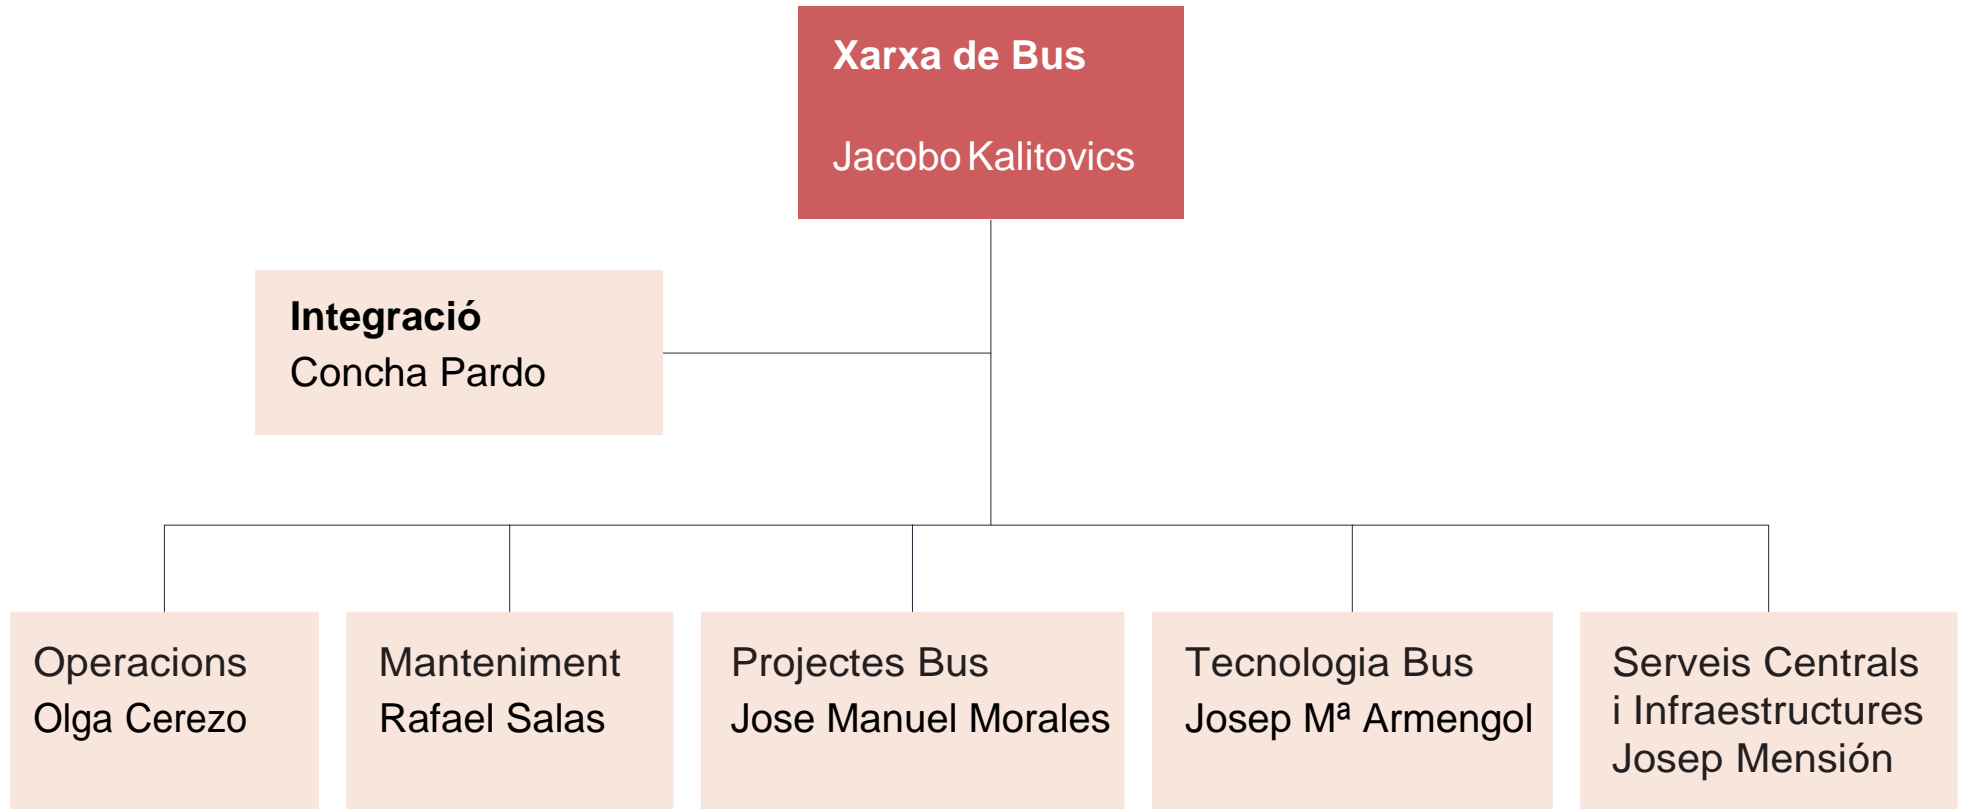 Xarxa de Bus
Jacobo Kalitovics
Integració
Concha Pardo
Operacions
Olga Cerezo
Manteniment
Rafael Salas
Projectes Bus
Jose Manuel Morales
Tecnologia Bus
Josep Mª Armengol
Serveis Centrals
i Infraestructures
Josep Mensión